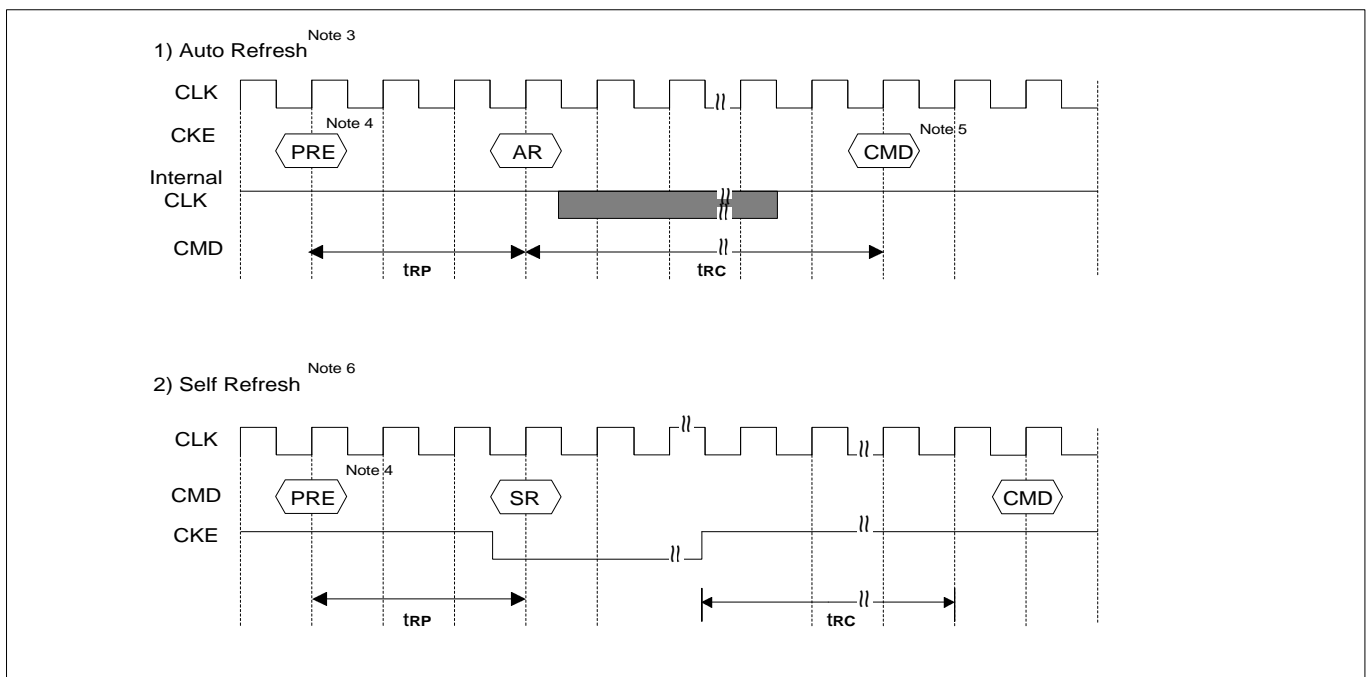 1) Auto Refresh Note 3
CLK
CKE
Note 4
Note 5
PRE
AR
CMD
Internal
CLK
CMD
tRP
tRC
2) Self Refresh Note 6
CLK
Note 4
CMD
PRE
SR
CMD
CKE
tRP
tRC